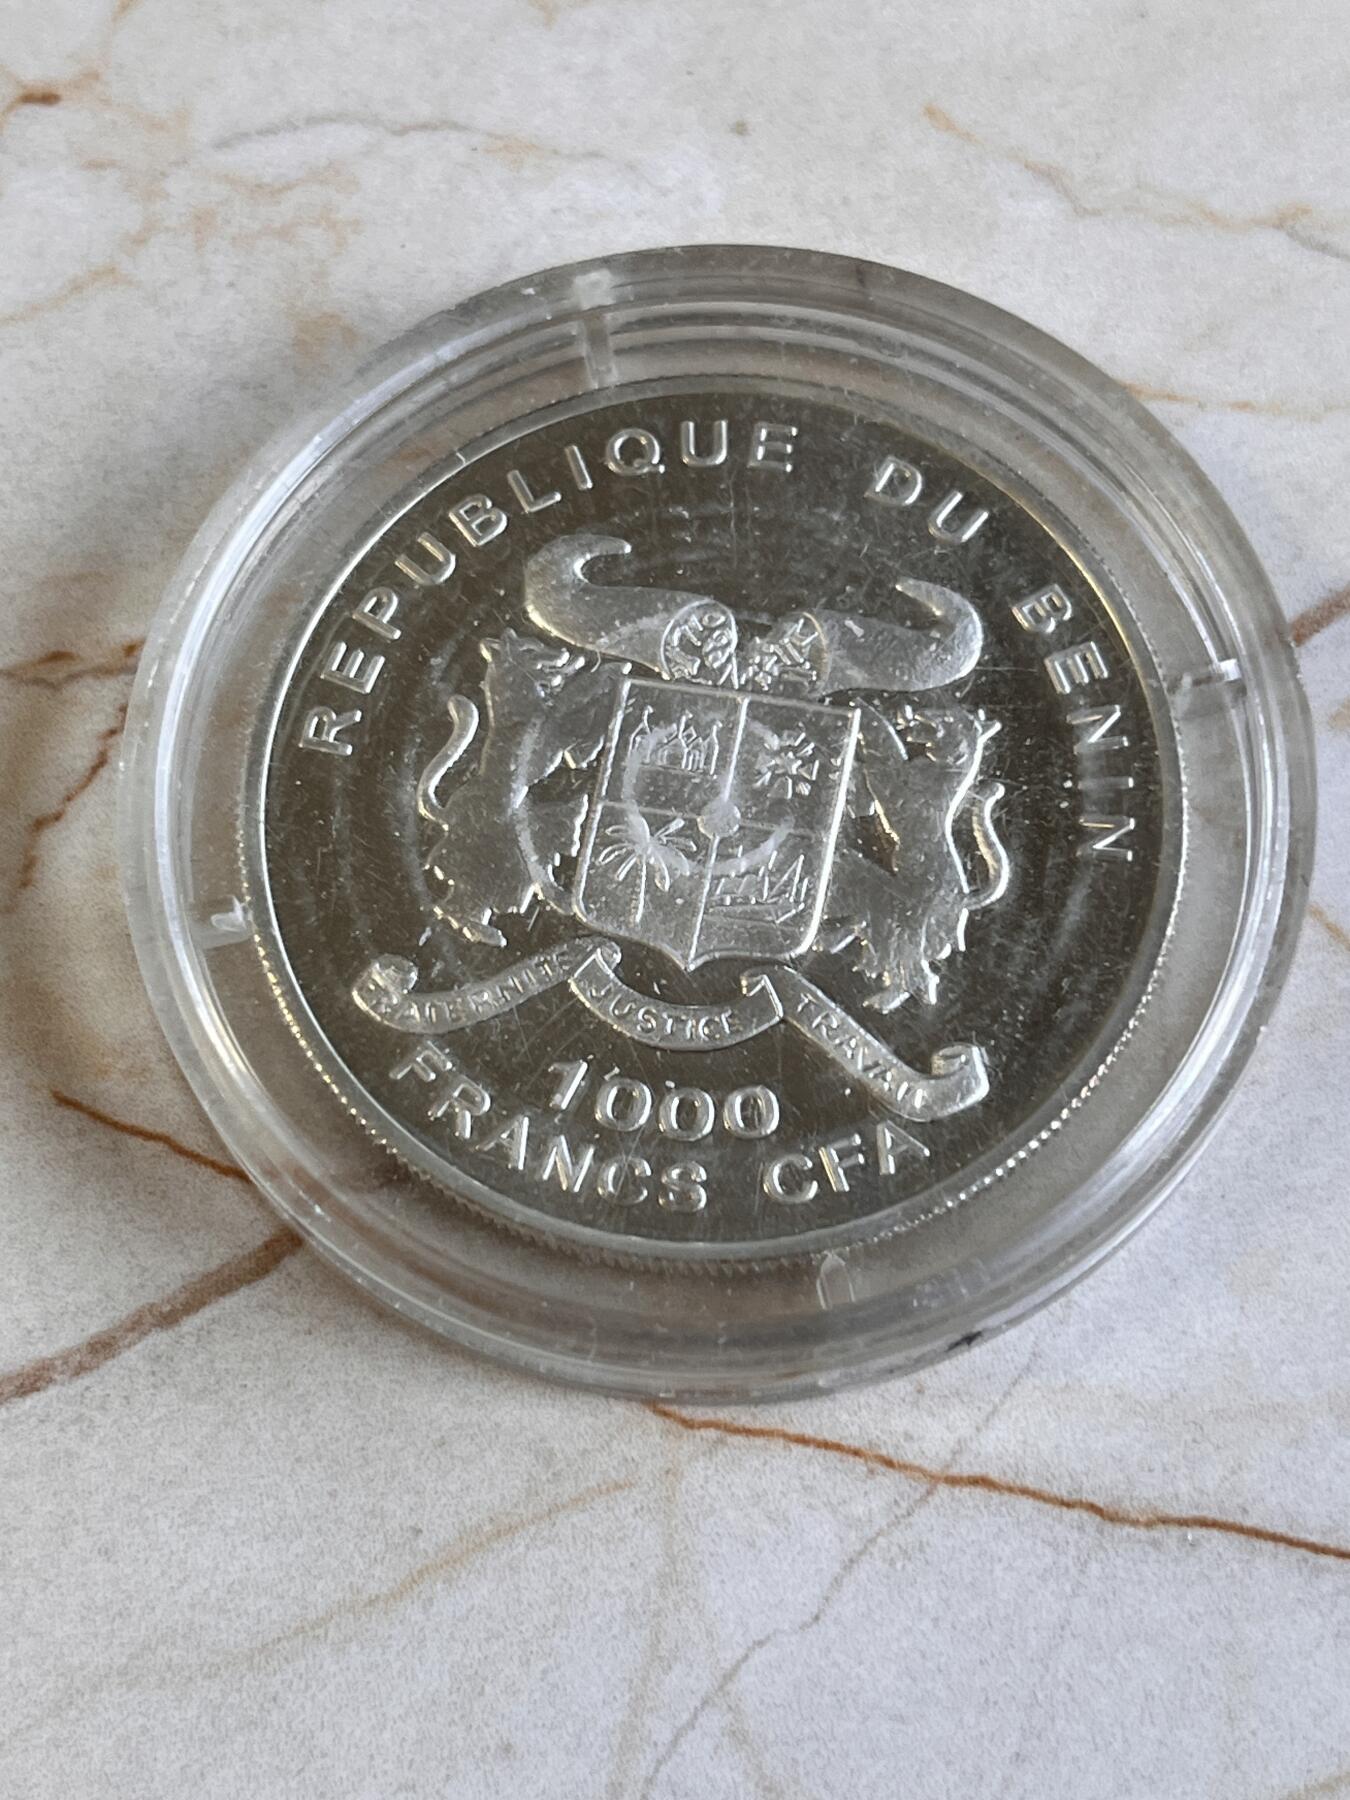 REPUBLIQUE DU BENIN
FRATERNITE JUSTICE TRAVAIL
1000
FRANCS CFA